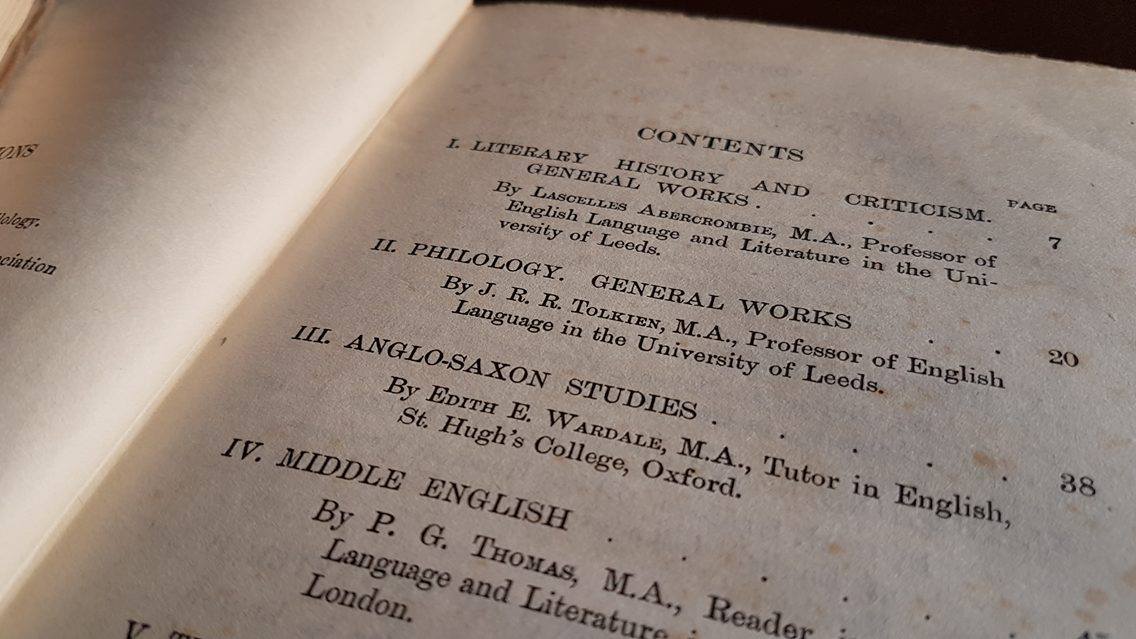 CONTENTS
PAGE
I. LITERARY HISTORY AND CRITICISM.
GENERAL WORKS . . . . . 7
By LASCELLES ABERCROMBIE, M.A., Professor of
English Language and Literature in the Uni-
versity of Leeds.
II. PHILOLOGY. GENERAL WORKS . . 20
By J. R. R. TOLKIEN, M.A., Professor of English
Language in the University of Leeds.
III. ANGLO-SAXON STUDIES . . . . . 38
By EDITH E. WARDALE, M.A., Tutor in English,
St. Hugh's College, Oxford.
IV. MIDDLE ENGLISH . . . . .
By P. G. THOMAS, M.A., Reader
Language and Literature
London.
V.